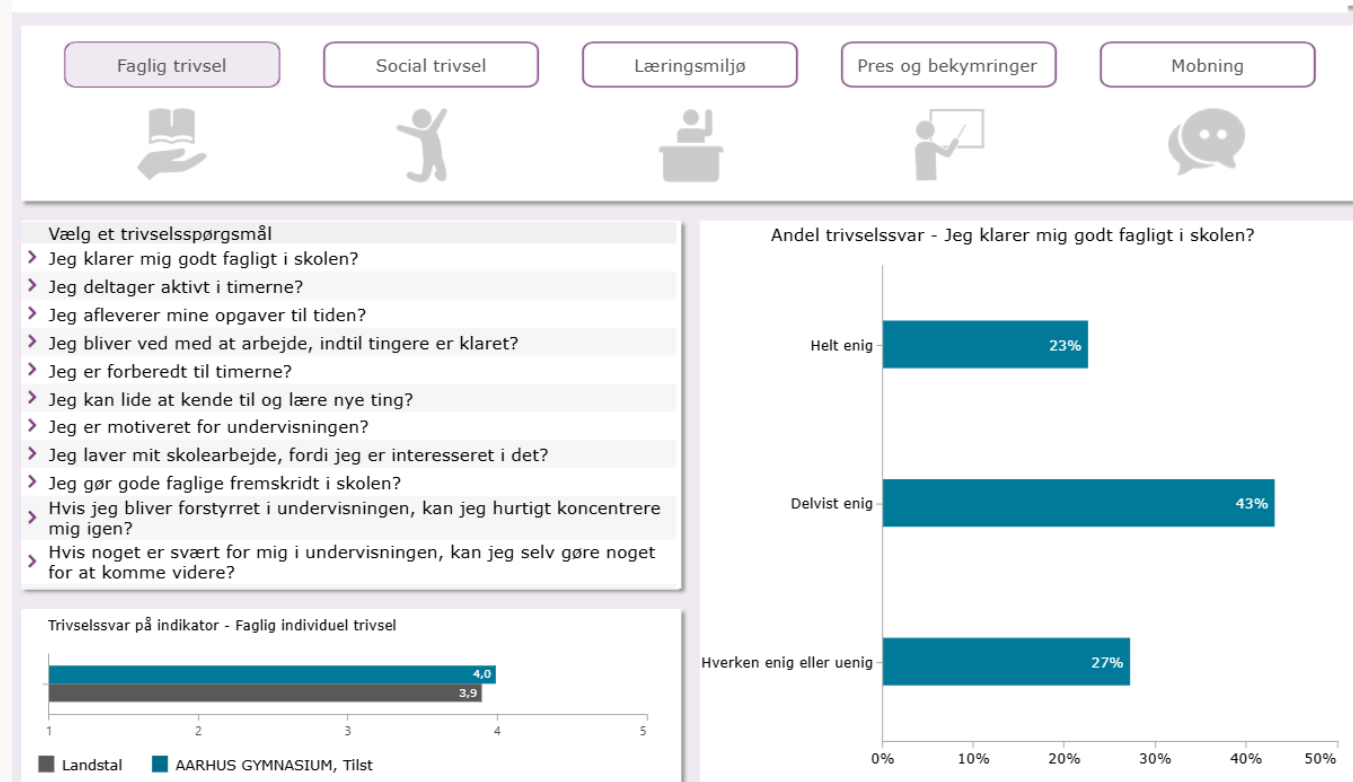 Faglig trivsel
Social trivsel
Læringsmiljø
Pres og bekymringer
Mobning
Vælg et trivselsspørgsmål
Jeg klarer mig godt fagligt i skolen?
Jeg deltager aktivt i timerne?
Jeg afleverer mine opgaver til tiden?
Jeg bliver ved med at arbejde, indtil tingere er klaret?
Jeg er forberedt til timerne?
Jeg kan lide at kende til og lære nye ting?
Jeg er motiveret for undervisningen?
Jeg laver mit skolearbejde, fordi jeg er interesseret i det?
Jeg gør gode faglige fremskridt i skolen?
Hvis jeg bliver forstyrret i undervisningen, kan jeg hurtigt koncentrere
mig igen?
Hvis noget er svært for mig i undervisningen, kan jeg selv gøre noget
for at komme videre?
Trivselssvar på indikator - Faglig individuel trivsel
4,0
3,9
1 2 3 4 5
Landstal AARHUS GYMNASIUM, Tilst
Andel trivselssvar - Jeg klarer mig godt fagligt i skolen?
Helt enig 23%
Delvist enig 43%
Hverken enig eller uenig 27%
0% 10% 20% 30% 40% 50%